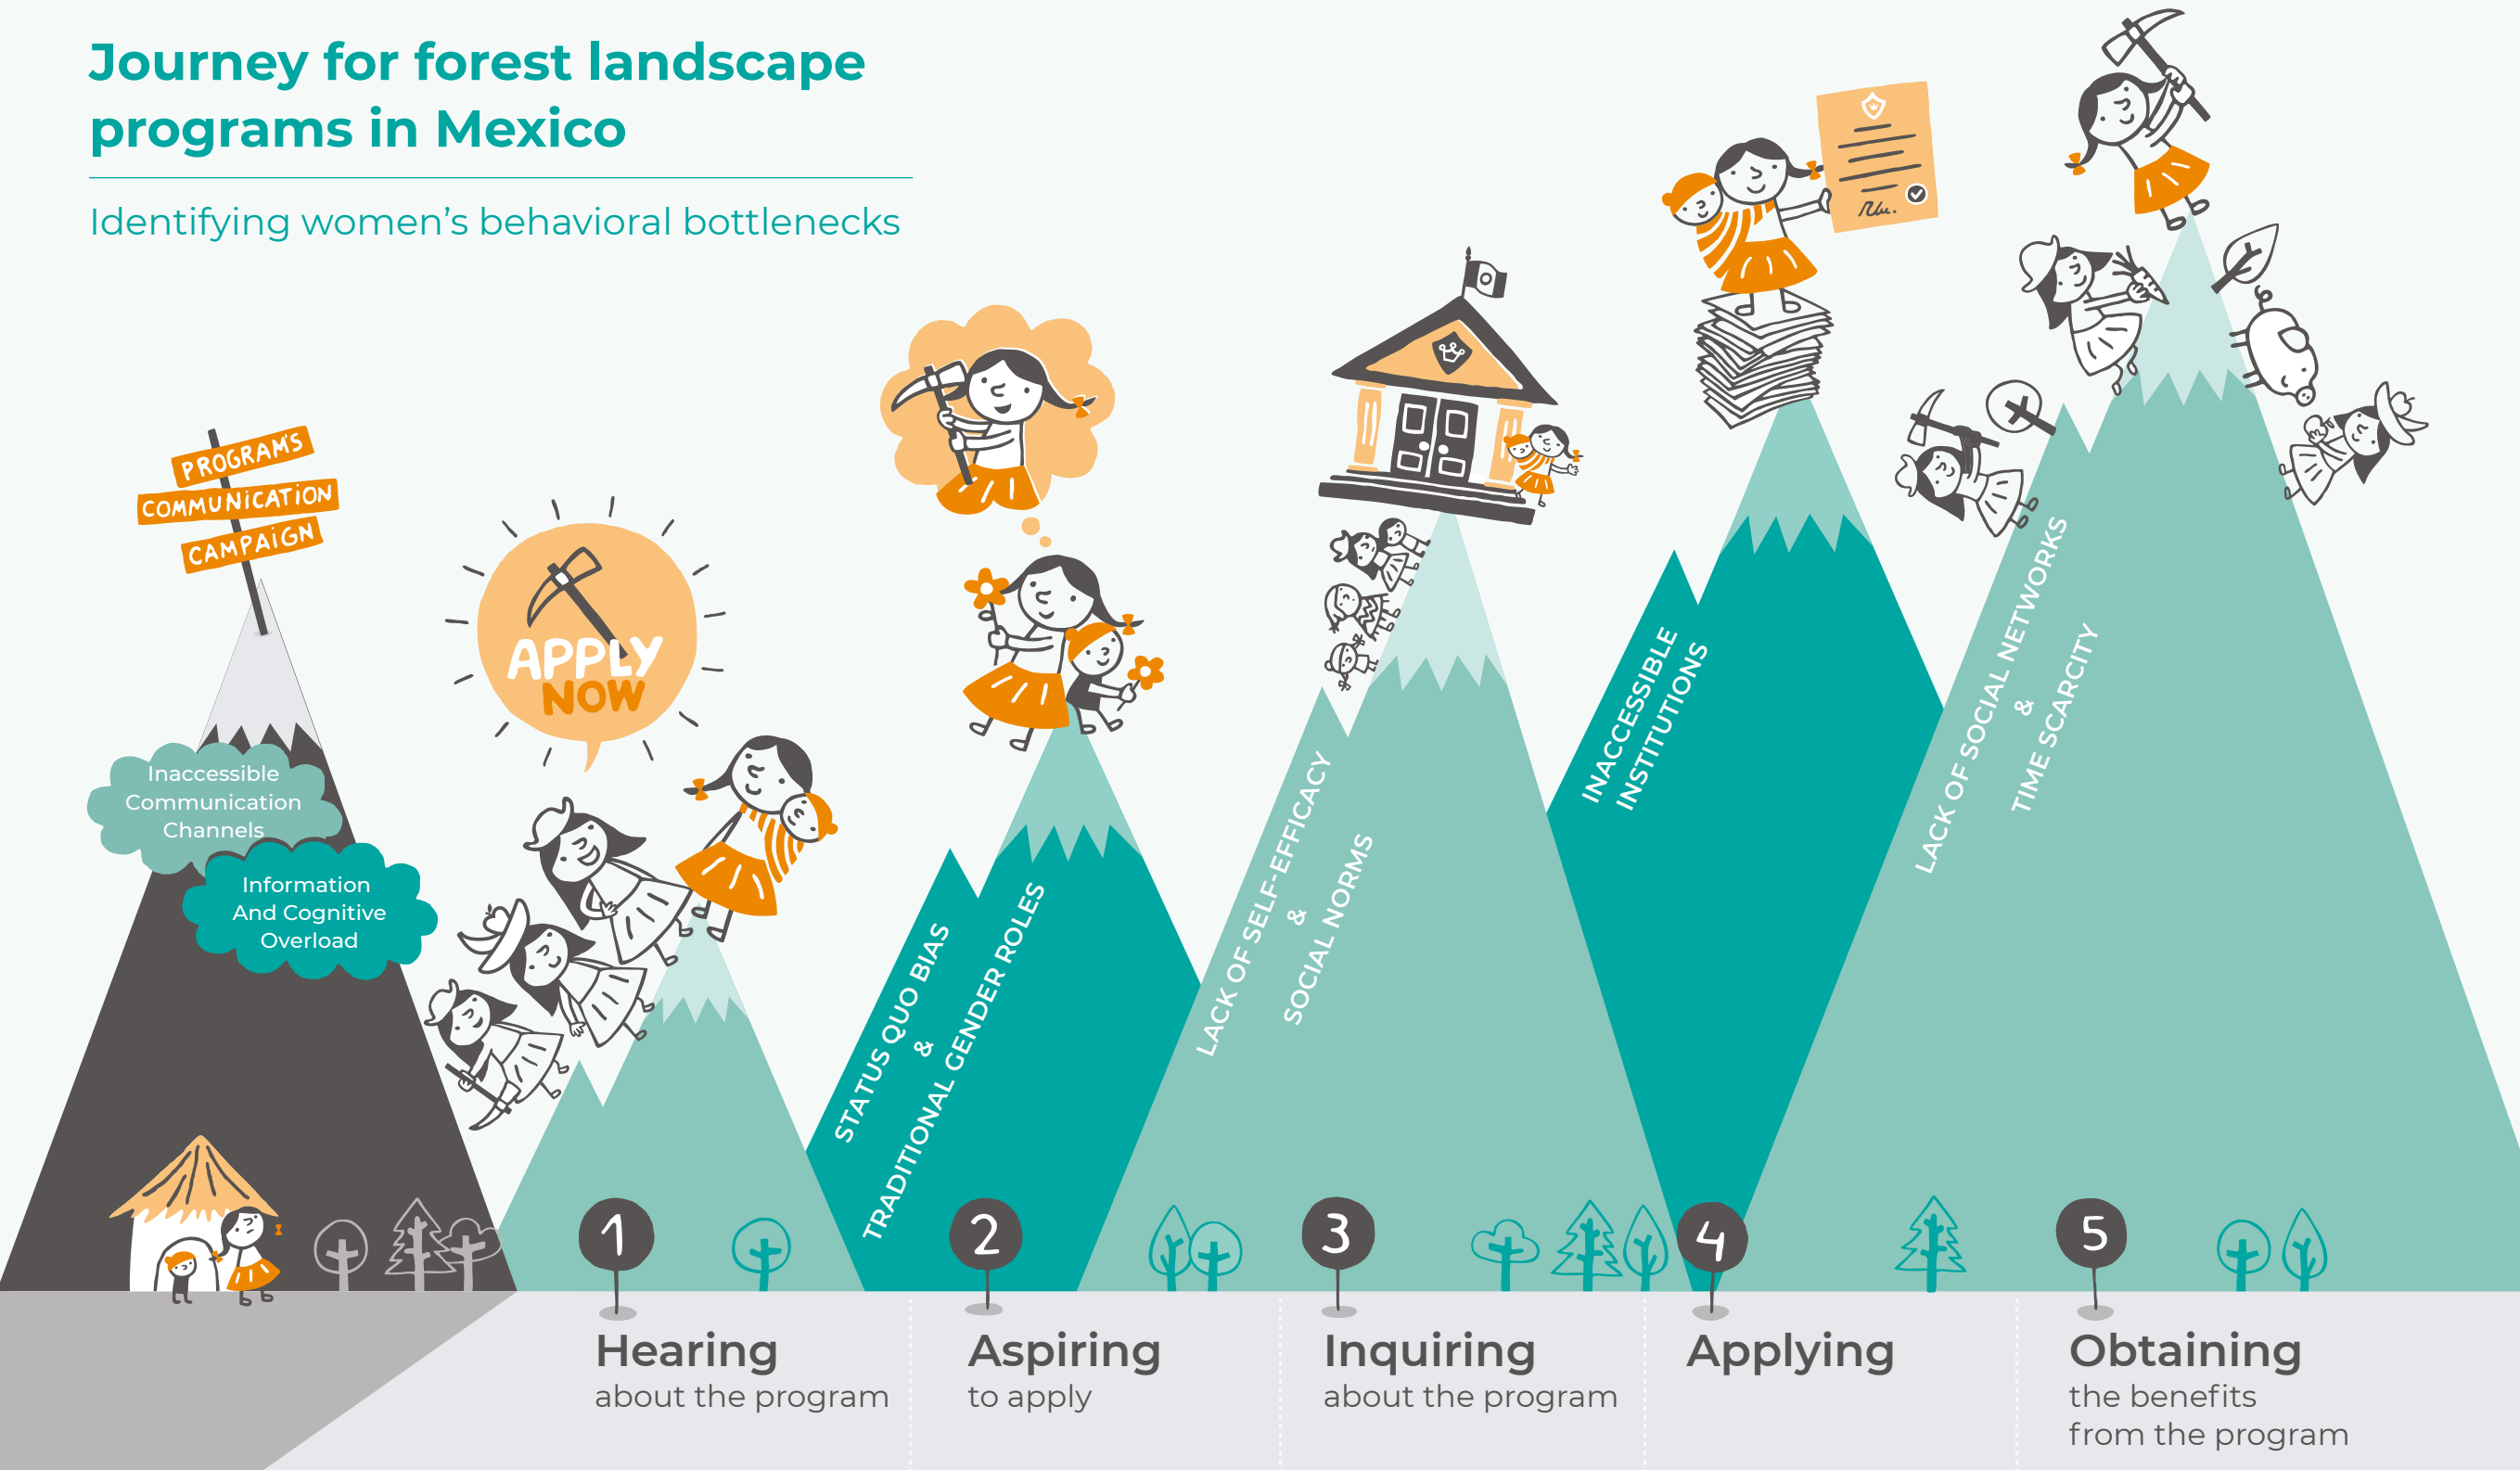 Journey for forest landscape
programs in Mexico
Identifying women's behavioral bottlenecks
PROGRAM'S
COMMUNICATION
CAMPAIGN
Inaccessible
Communication
Channels
Information
And Cognitive
Overload
APPLY
NOW
STATUS QUO BIAS
&
TRADITIONAL GENDER ROLES
LACK OF SELF-EFFICACY
&
SOCIAL NORMS
INACCESSIBLE
INSTITUTIONS
LACK OF SOCIAL NETWORKS
&
TIME SCARCITY
1
Hearing
about the program
2
Aspiring
to apply
3
Inquiring
about the program
4
Applying
5
Obtaining
the benefits
from the program